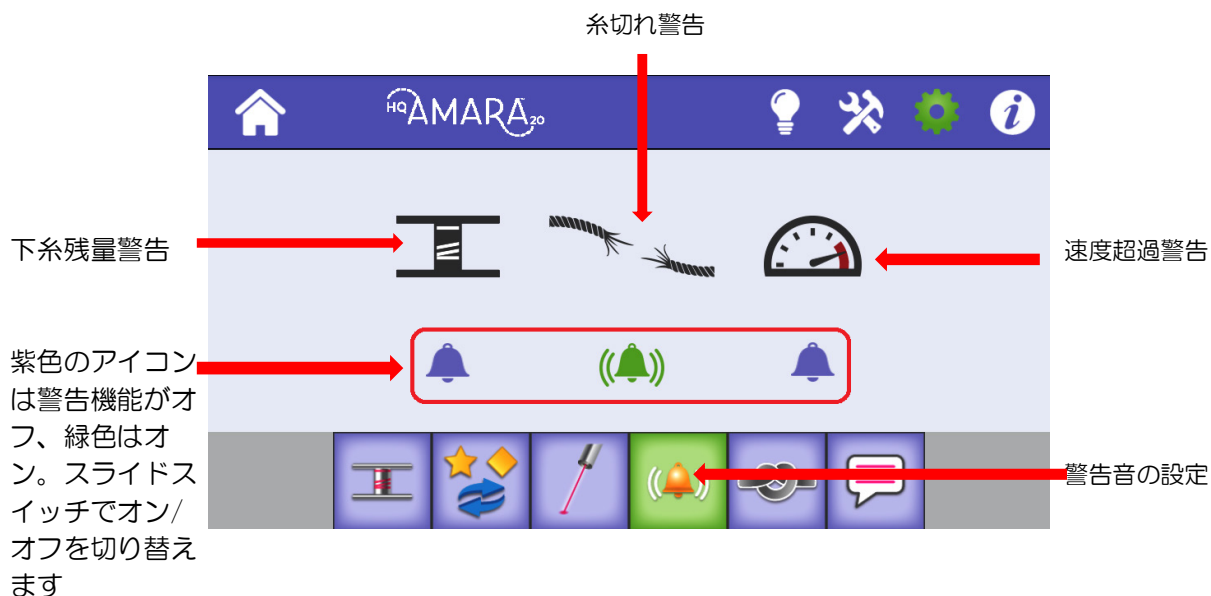 糸切れ警告
HQ AMARA 20
下糸残量警告
速度超過警告
紫色のアイコン
は警告機能がオ
フ、緑色はオ
ン。スライドス
イッチでオン/
オフを切り替え
ます
警告音の設定